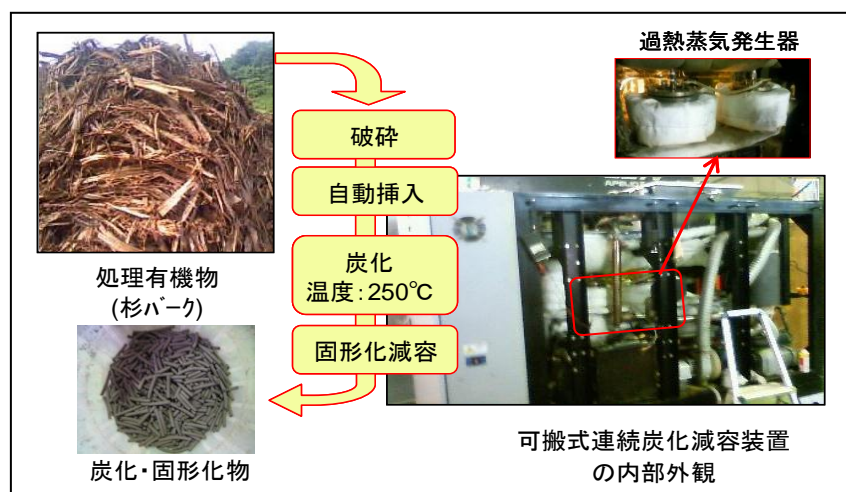 過熱蒸気発生器
破砕
自動挿入
炭化
温度:250℃
固形化減容
処理有機物
(杉ﾊﾞｰｸ)
炭化・固形化物
可搬式連続炭化減容装置
の内部外観